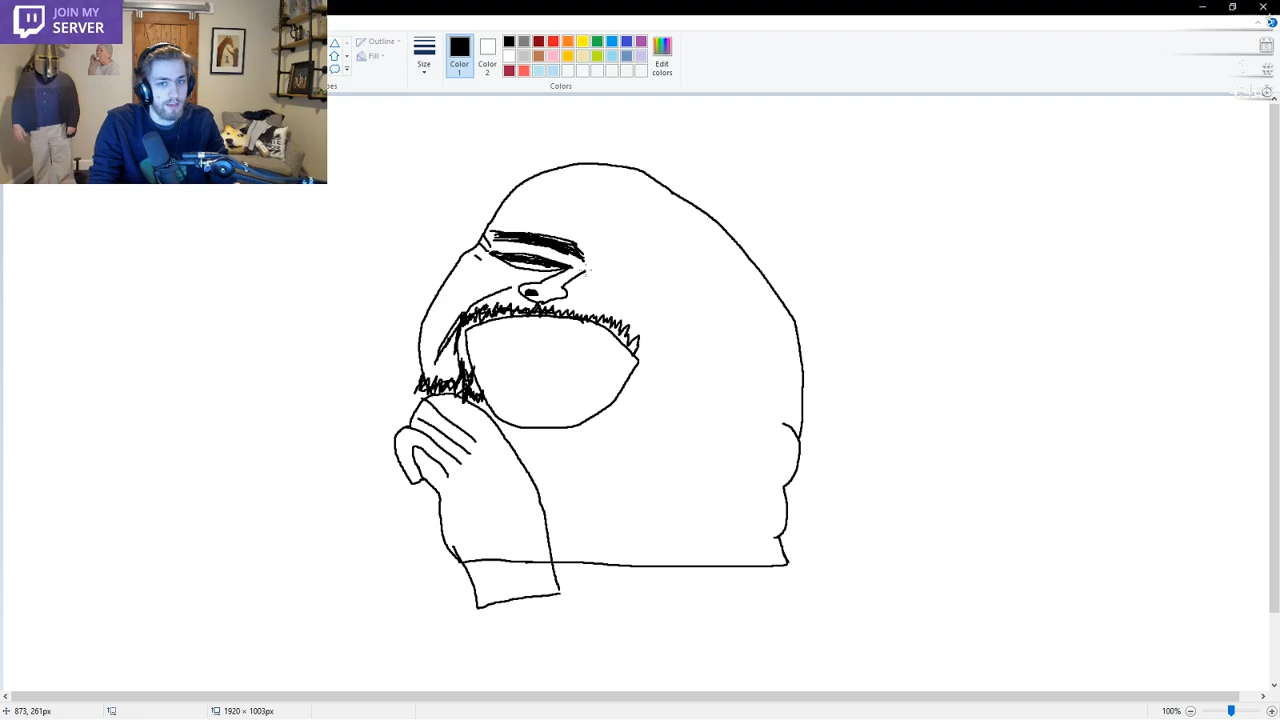 JOIN MY
SERVER
Outline
Fill
Size
Color
1
Color
2
Edit
colors
Colors
873, 261px
1920 × 1003px
100%